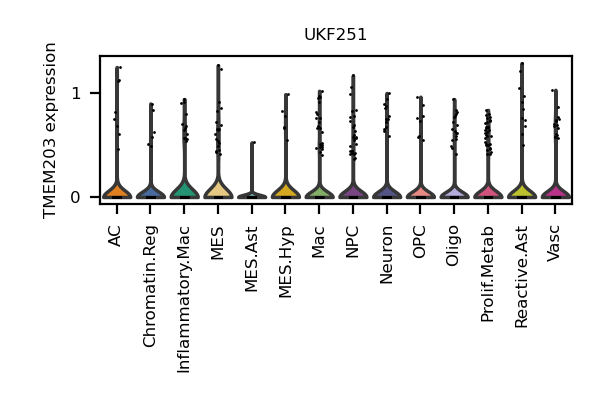 UKF251
TMEM203 expression
1
0
AC
Chromatin.Reg
Inflammatory.Mac
MES
MES.Ast
MES.Hyp
Mac
NPC
Neuron
OPC
Oligo
Prolif.Metab
Reactive.Ast
Vasc